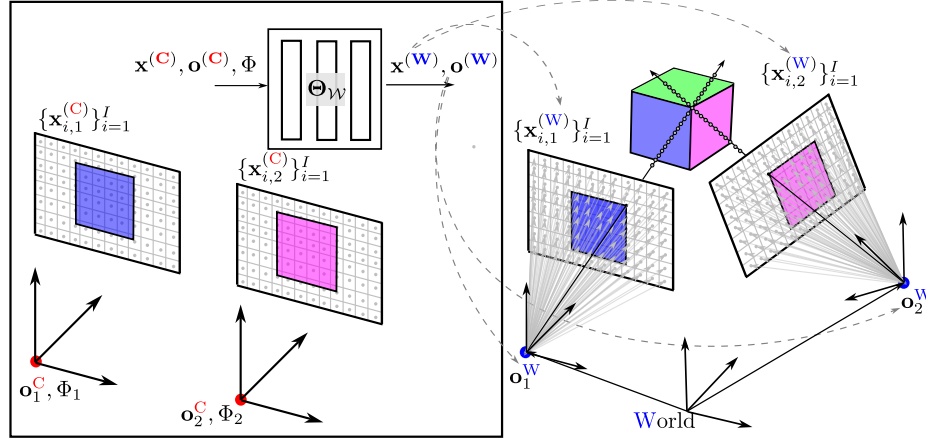 x^(C), o^(C), Φ
Θ_𝒲
x^(W), o^(W)
{x_{i,1}^(C)}_{i=1}^I
{x_{i,2}^(C)}_{i=1}^I
{x_{i,1}^(W)}_{i=1}^I
{x_{i,2}^(W)}_{i=1}^I
o_1^C, Φ_1
o_2^C, Φ_2
o_1^W
o_2^W
World